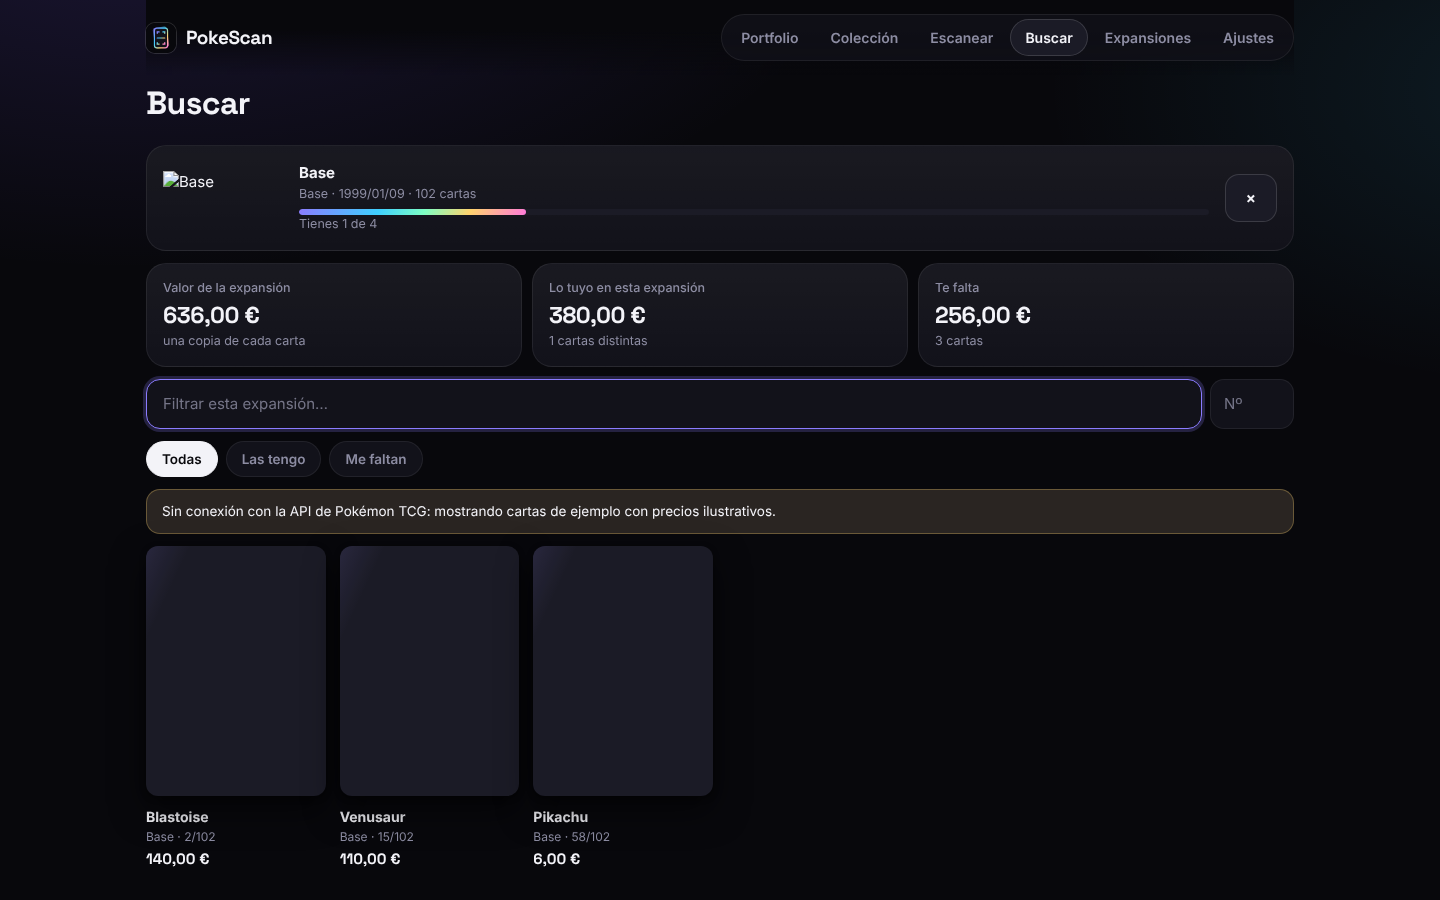 PokeScan
Portfolio
Colección
Escanear
Buscar
Expansiones
Ajustes
Buscar
Base
Base
Base · 1999/01/09 · 102 cartas
Tienes 1 de 4
×
Valor de la expansión
636,00 €
una copia de cada carta
Lo tuyo en esta expansión
380,00 €
1 cartas distintas
Te falta
256,00 €
3 cartas
Filtrar esta expansión...
Nº
Todas
Las tengo
Me faltan
Sin conexión con la API de Pokémon TCG: mostrando cartas de ejemplo con precios ilustrativos.
Blastoise
Base · 2/102
140,00 €
Venusaur
Base · 15/102
110,00 €
Pikachu
Base · 58/102
6,00 €